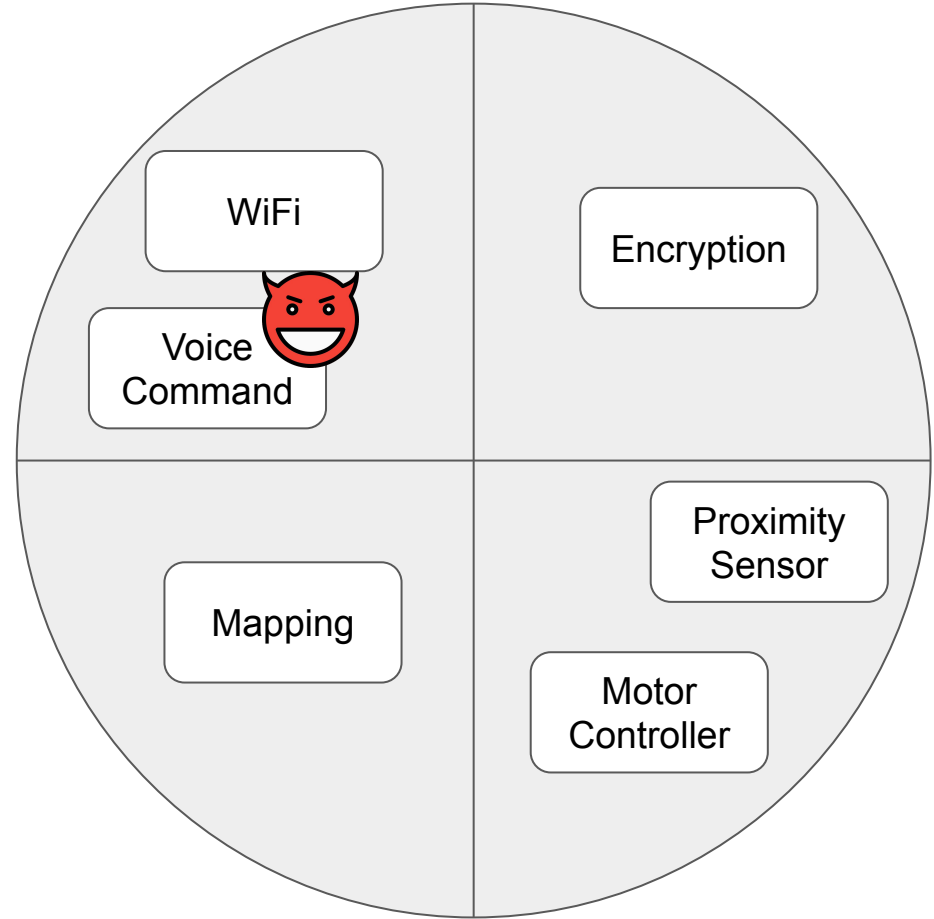 WiFi
Encryption
Voice
Command
Proximity
Sensor
Mapping
Motor
Controller